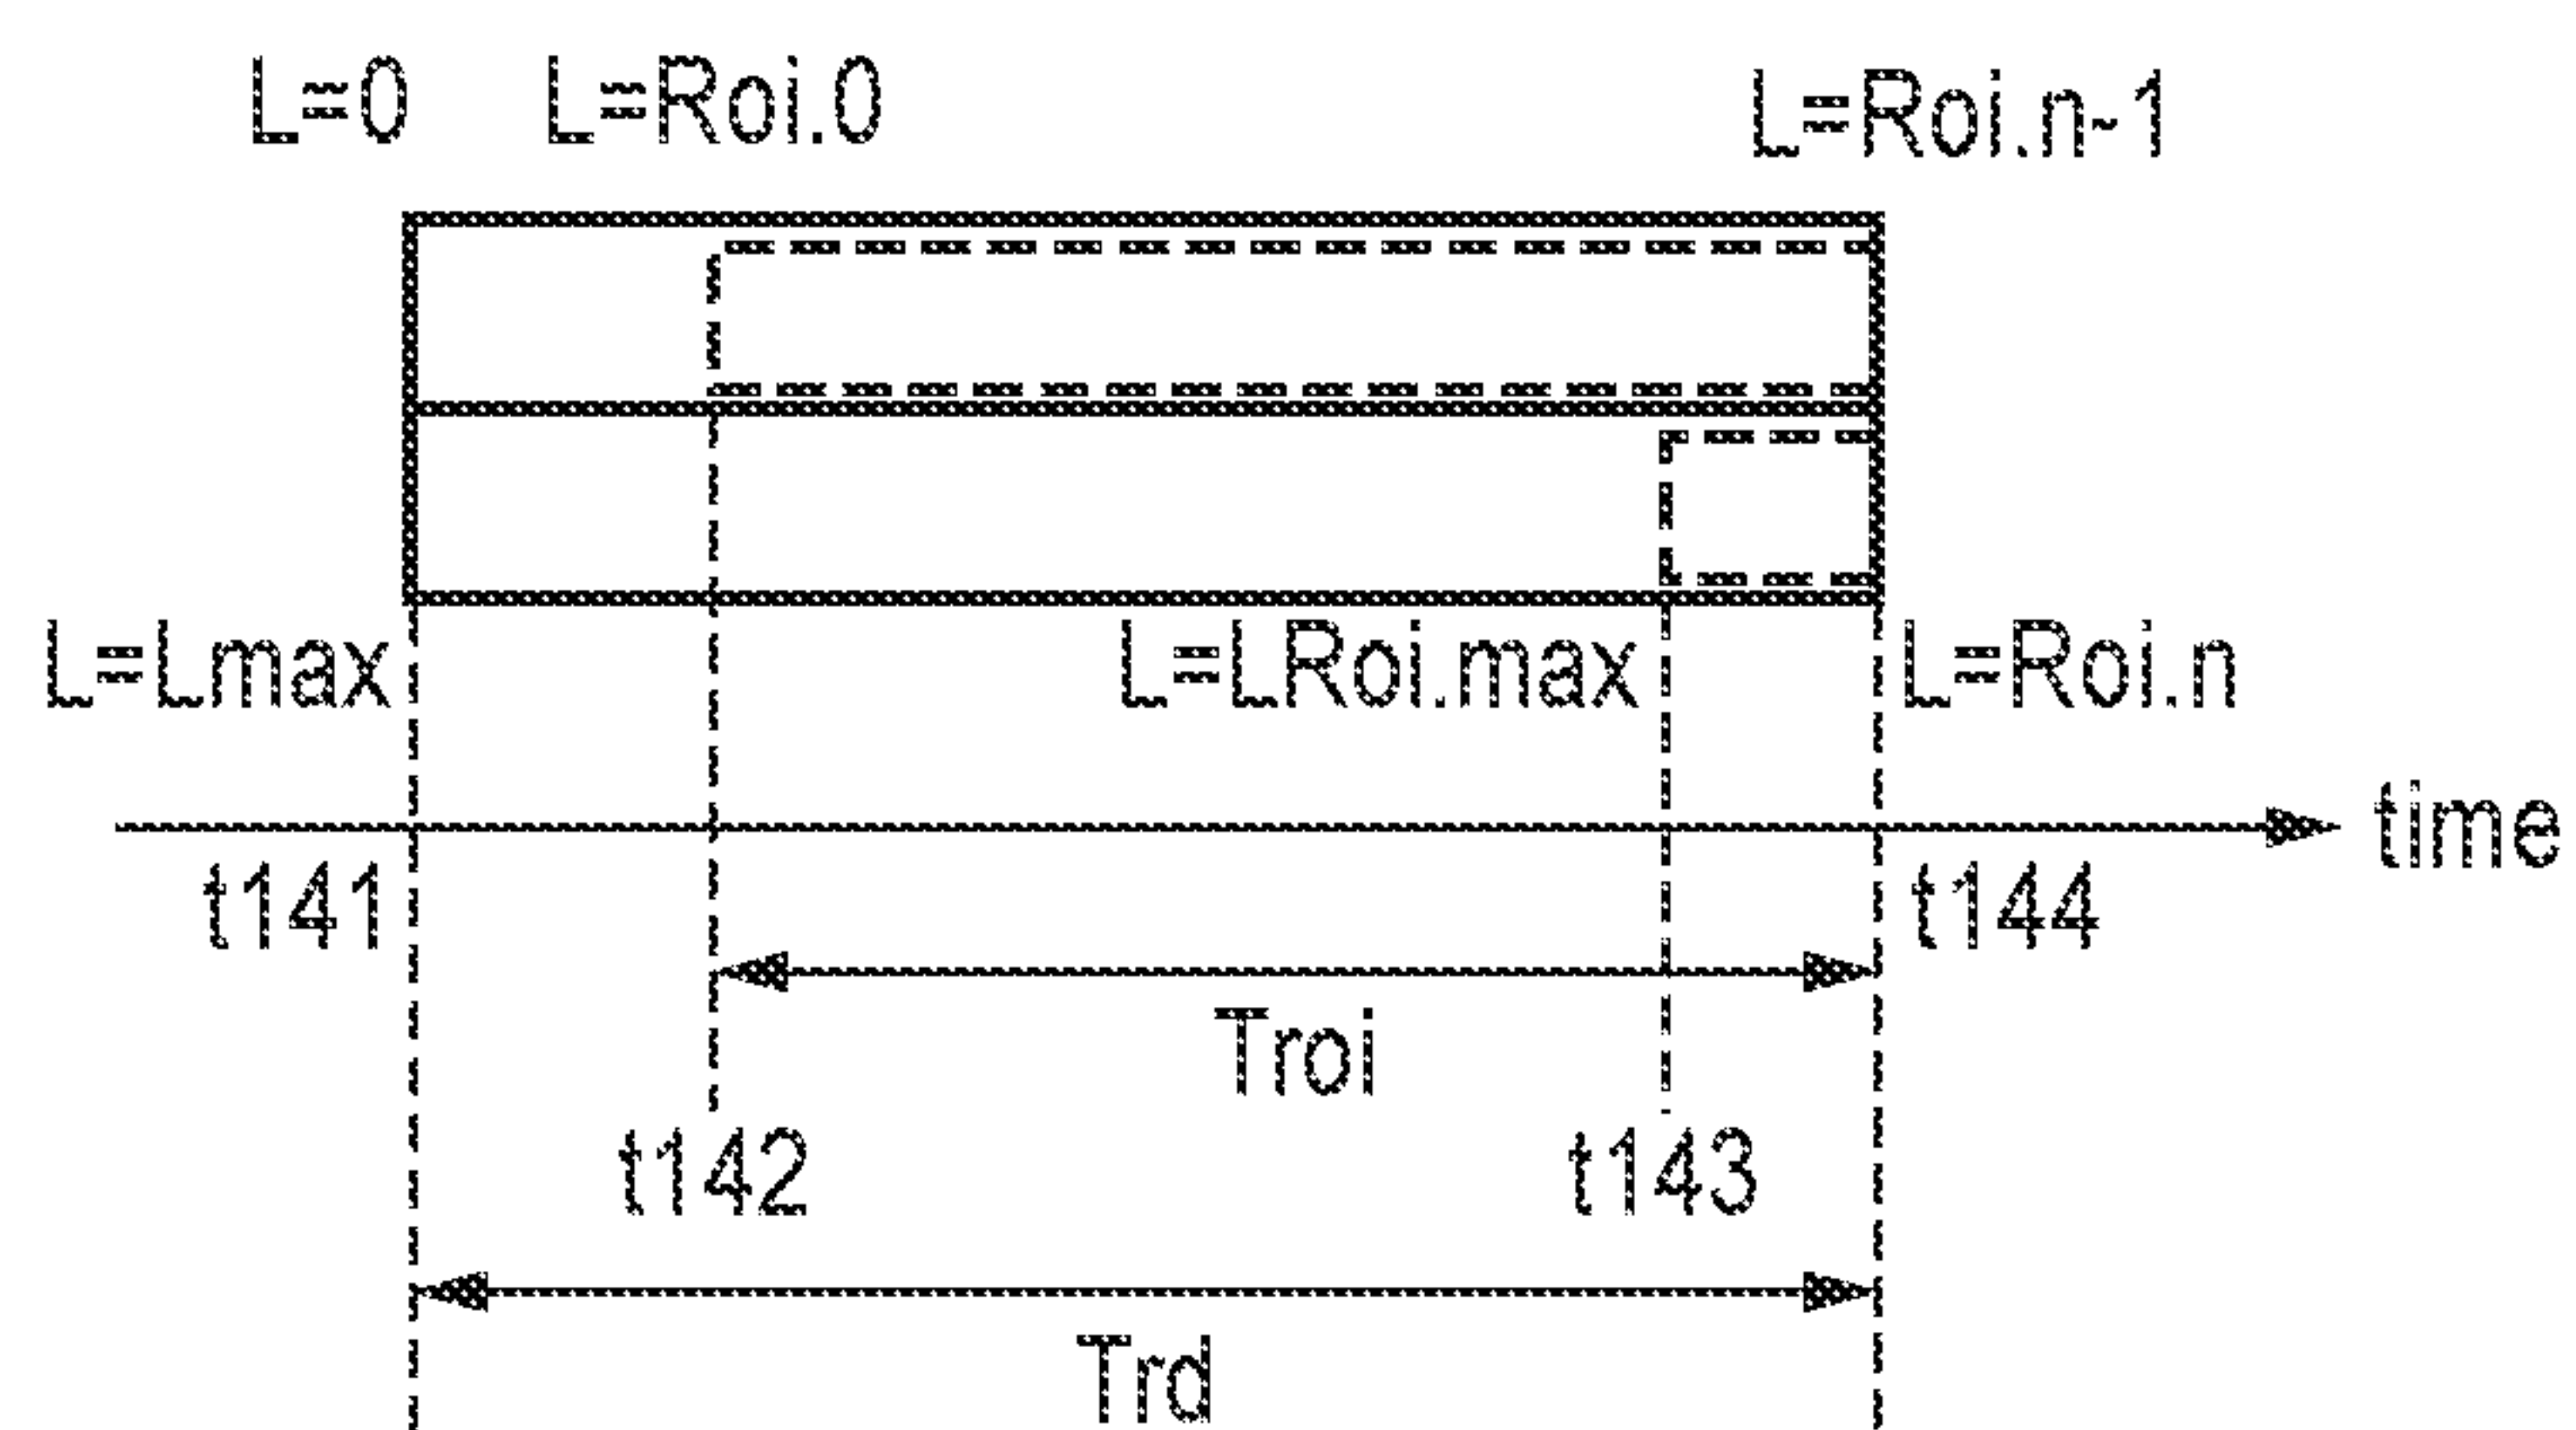 L=0 L=Roi.0 L=Roi.n-1
L=Lmax L=LRoi.max L=Roi.n
time
t141 t144
Troi
t142 t143
Trd